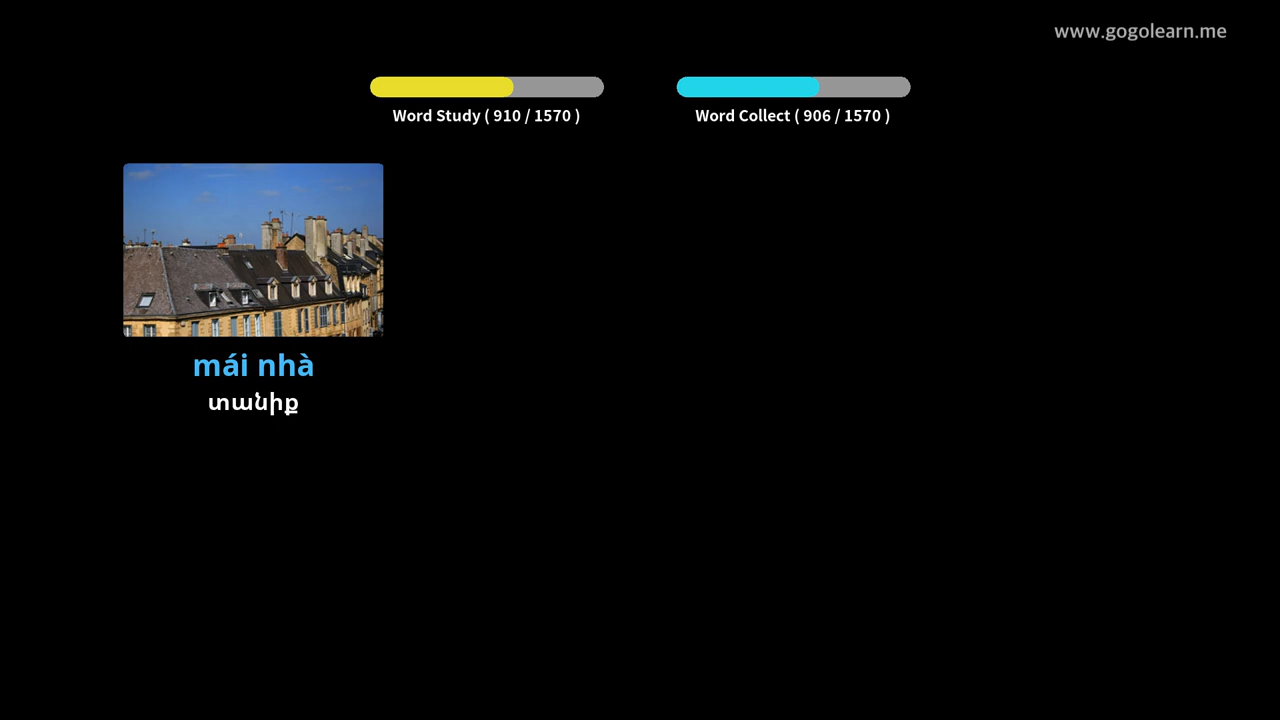 www.gogolearn.me
Word Study ( 910 / 1570 )
Word Collect ( 906 / 1570 )
mái nhà
տանիք